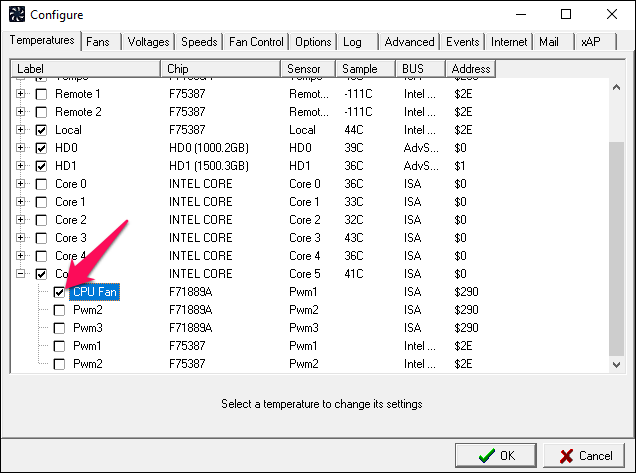 Configure
Temperatures Fans Voltages Speeds Fan Control Options Log Advanced Events Internet Mail xAP
Label Chip Sensor Sample BUS Address
Remote 1 F75387 Remot... -111C Intel ... $2E
Remote 2 F75387 Remot... -111C Intel ... $2E
Local F75387 Local 44C Intel ... $2E
HD0 HD0 (1000.2GB) HD0 39C AdvS... $0
HD1 HD1 (1500.3GB) HD1 36C AdvS... $1
Core 0 INTEL CORE Core 0 36C ISA $0
Core 1 INTEL CORE Core 1 33C ISA $0
Core 2 INTEL CORE Core 2 32C ISA $0
Core 3 INTEL CORE Core 3 43C ISA $0
Core 4 INTEL CORE Core 4 36C ISA $0
Co INTEL CORE Core 5 41C ISA $0
CPU Fan F71889A Pwm1 ISA $290
Pwm2 F71889A Pwm2 ISA $290
Pwm3 F71889A Pwm3 ISA $290
Pwm1 F75387 Pwm1 Intel ... $2E
Pwm2 F75387 Pwm2 Intel ... $2E
Select a temperature to change its settings
OK Cancel